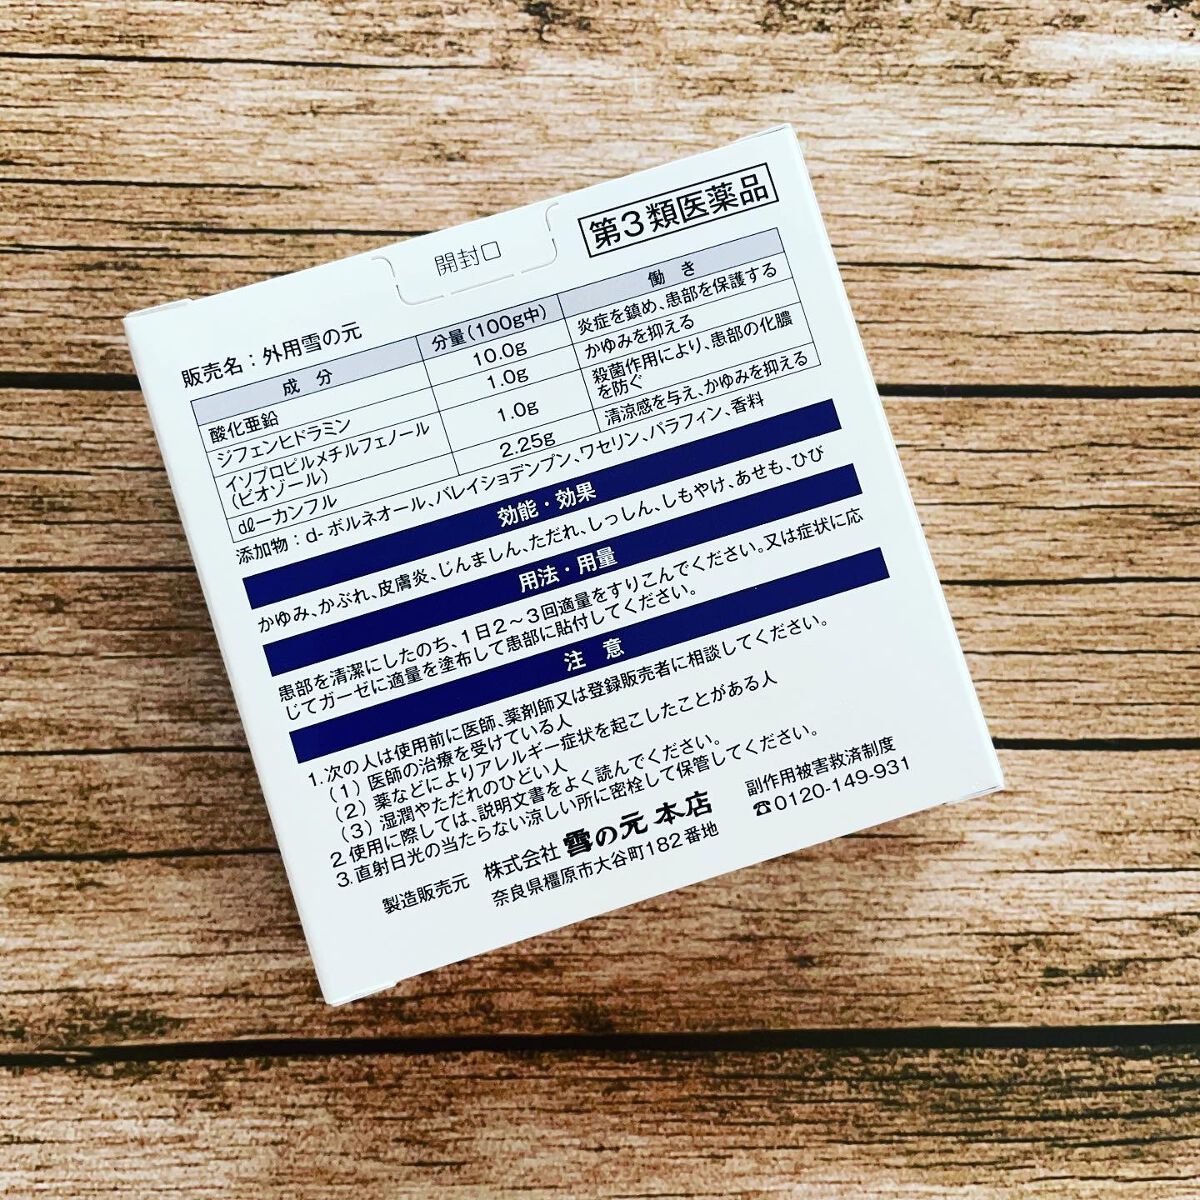 開封口
第3類医薬品
販売名：外用雪の元
成 分 分量（100g中） 働 き
酸化亜鉛 10.0g 炎症を鎮め、患部を保護する
ジフェンヒドラミン 1.0g かゆみを抑える
イソプロピルメチルフェノール 1.0g 殺菌作用により、患部の化膿
（ビオゾール） を防ぐ
dℓ－カンフル 2.25g 清涼感を与え、かゆみを抑える
添加物：d-ボルネオール、バレイショデンプン、ワセリン、パラフィン、香料
効能・効果
かゆみ、かぶれ、皮膚炎、じんましん、ただれ、しっしん、しもやけ、あせも、ひび
用法・用量
患部を清潔にしたのち、1日2〜3回適量をすりこんでください。又は症状に応
じてガーゼに適量を塗布して患部に貼付してください。
注 意
1. 次の人は使用前に医師、薬剤師又は登録販売者に相談してください。
（1）医師の治療を受けている人
（2）薬などによりアレルギー症状を起こしたことがある人
（3）湿潤やただれのひどい人
2. 使用に際しては、説明文書をよく読んでください。
3. 直射日光の当たらない涼しい所に密栓して保管してください。
製造販売元 株式会社 雪の元 本店
奈良県橿原市大谷町182番地
副作用被害救済制度
☎0120-149-931